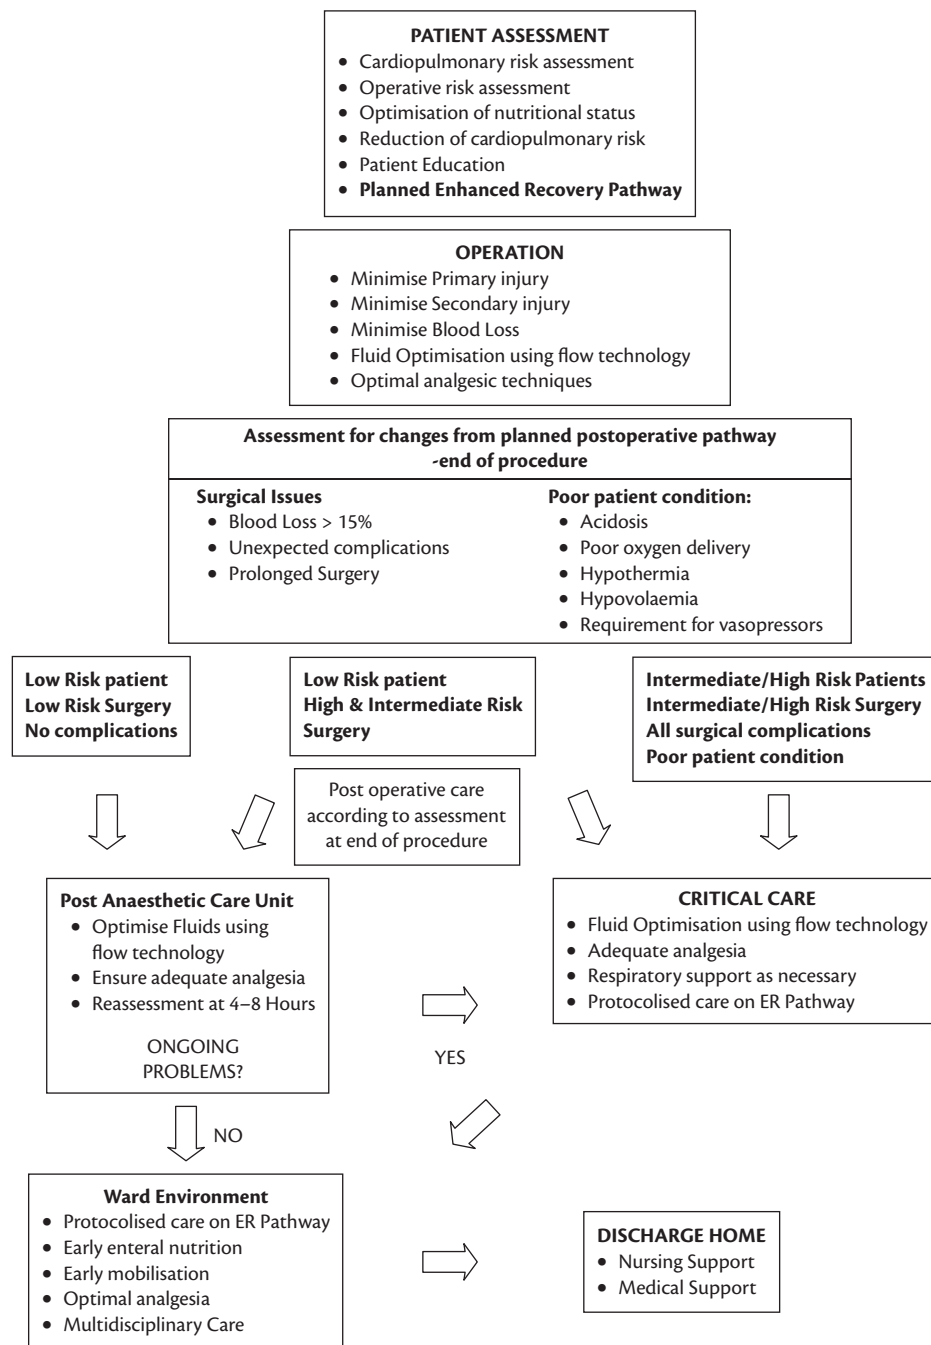 PATIENT ASSESSMENT
• Cardiopulmonary risk assessment
• Operative risk assessment
• Optimisation of nutritional status
• Reduction of cardiopulmonary risk
• Patient Education
• Planned Enhanced Recovery Pathway
OPERATION
• Minimise Primary injury
• Minimise Secondary injury
• Minimise Blood Loss
• Fluid Optimisation using flow technology
• Optimal analgesic techniques
Assessment for changes from planned postoperative pathway
-end of procedure
Surgical Issues
• Blood Loss > 15%
• Unexpected complications
• Prolonged Surgery
Poor patient condition:
• Acidosis
• Poor oxygen delivery
• Hypothermia
• Hypovolaemia
• Requirement for vasopressors
Low Risk patient
Low Risk Surgery
No complications
Low Risk patient
High & Intermediate Risk
Surgery
Intermediate/High Risk Patients
Intermediate/High Risk Surgery
All surgical complications
Poor patient condition
Post operative care
according to assessment
at end of procedure
Post Anaesthetic Care Unit
• Optimise Fluids using
flow technology
• Ensure adequate analgesia
• Reassessment at 4–8 Hours
ONGOING
PROBLEMS?
CRITICAL CARE
• Fluid Optimisation using flow technology
• Adequate analgesia
• Respiratory support as necessary
• Protocolised care on ER Pathway
YES
NO
Ward Environment
• Protocolised care on ER Pathway
• Early enteral nutrition
• Early mobilisation
• Optimal analgesia
• Multidisciplinary Care
DISCHARGE HOME
• Nursing Support
• Medical Support